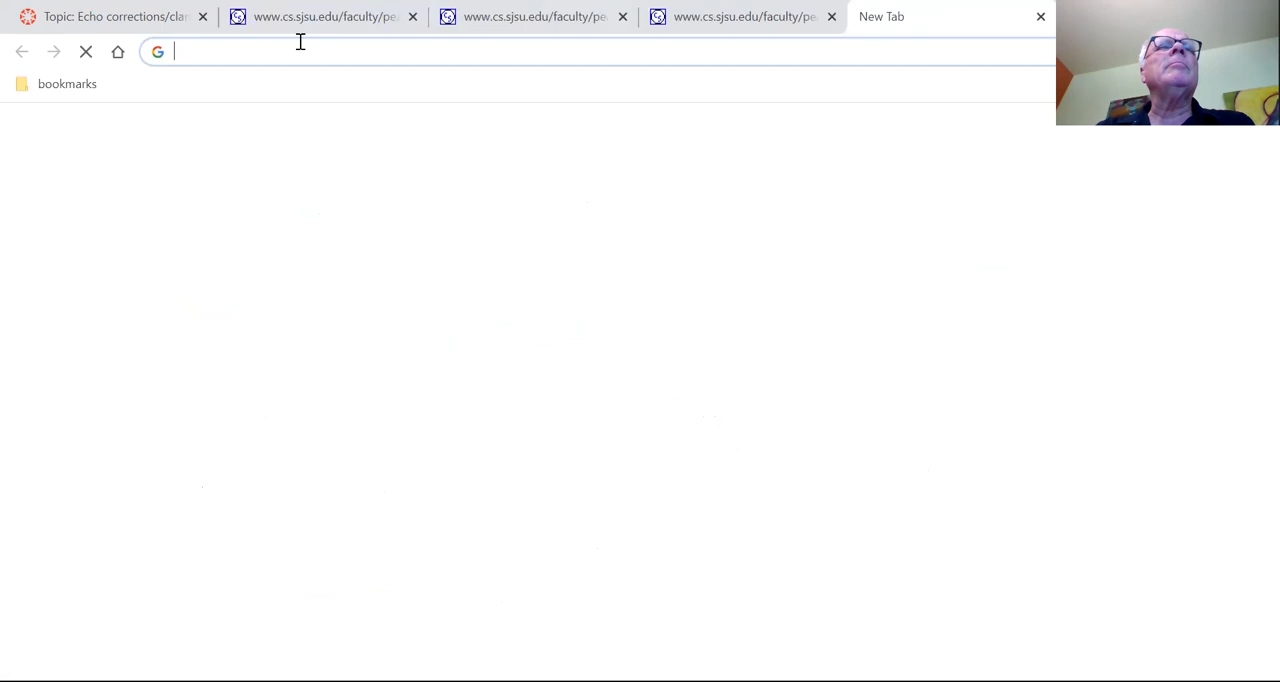 Topic: Echo corrections/clar
www.cs.sjsu.edu/faculty/pe
www.cs.sjsu.edu/faculty/pe
www.cs.sjsu.edu/faculty/pe
New Tab
G
bookmarks